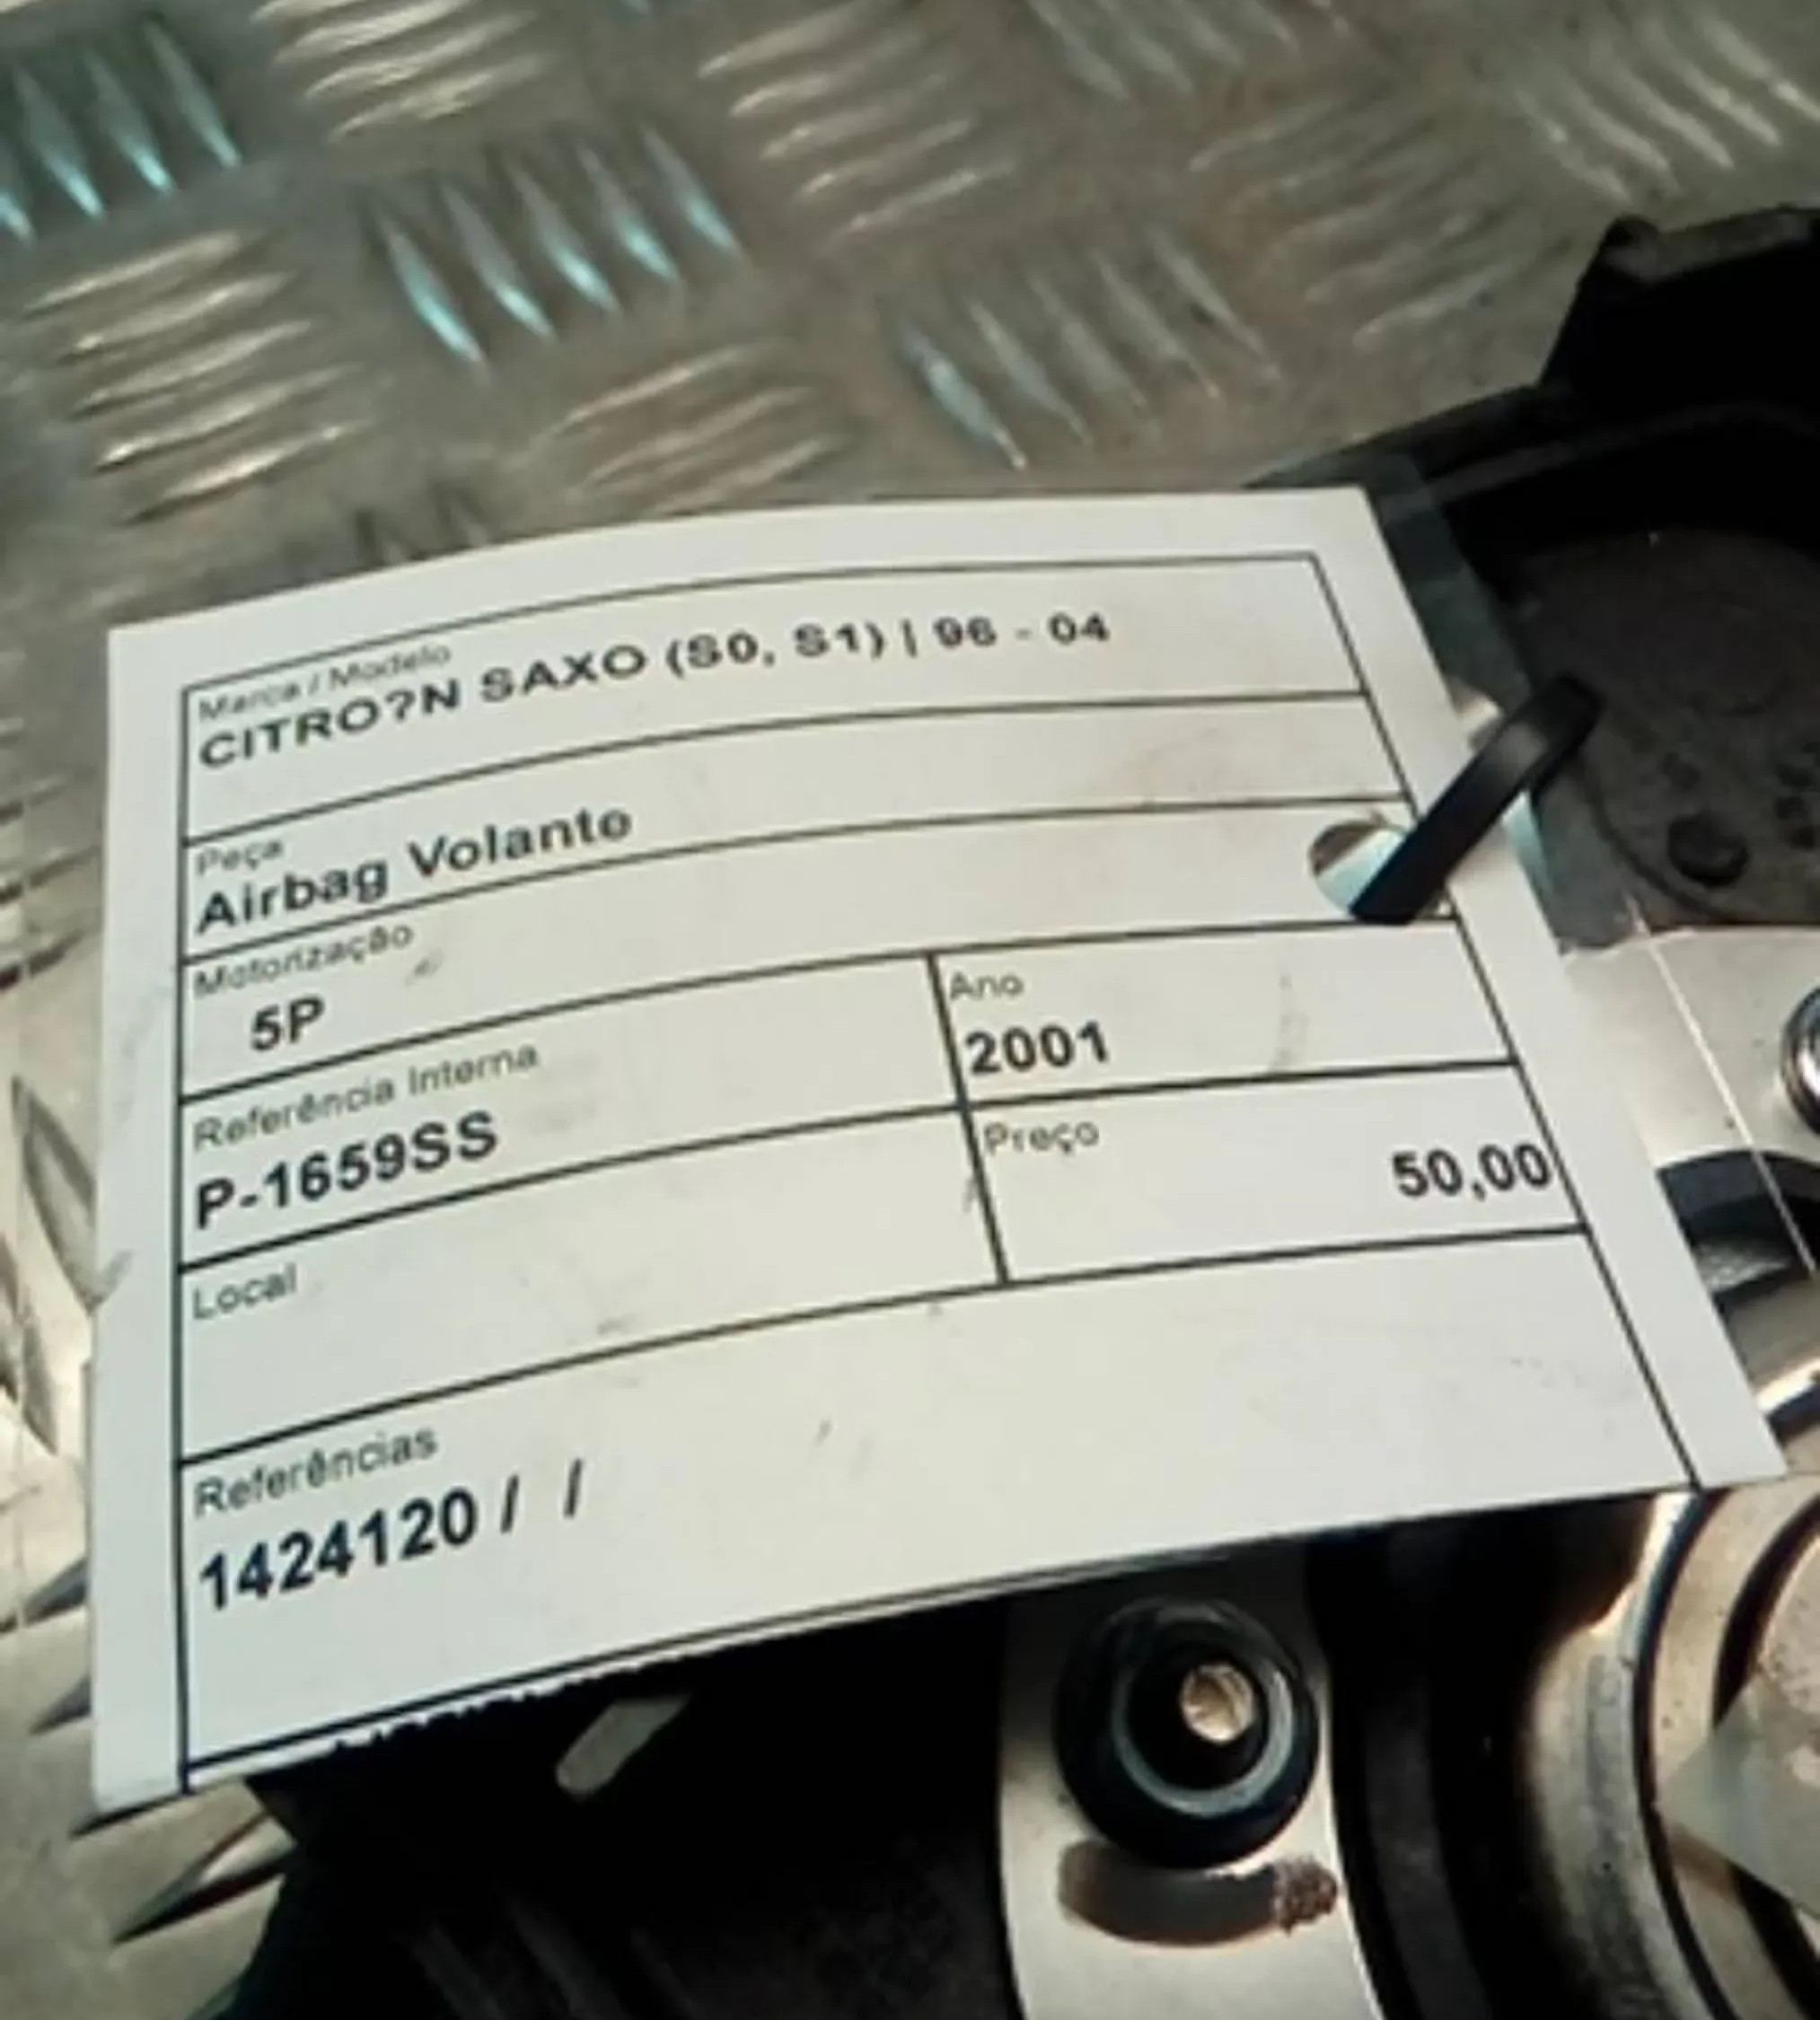 Marca / Modelo
CITRO?N SAXO (S0, S1) | 96 - 04
Peça
Airbag Volante
Motorização
5P
Ano
2001
Referência Interna
P-1659SS
Preço
50,00
Local
Referências
1424120 / /